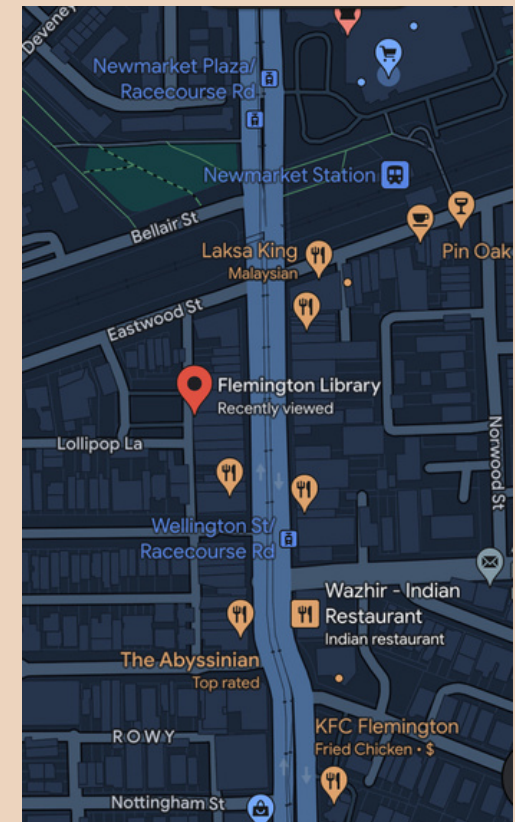 Deveney
Newmarket Plaza/
Racecourse Rd
Newmarket Station
Bellair St
Laksa King
Malaysian
Pin Oak
Eastwood St
Flemington Library
Recently viewed
Lollipop La
Norwood St
Wellington St/
Racecourse Rd
Wazhir - Indian
Restaurant
Indian restaurant
The Abyssinian
Top rated
KFC Flemington
Fried Chicken • $
ROWY
Nottingham St